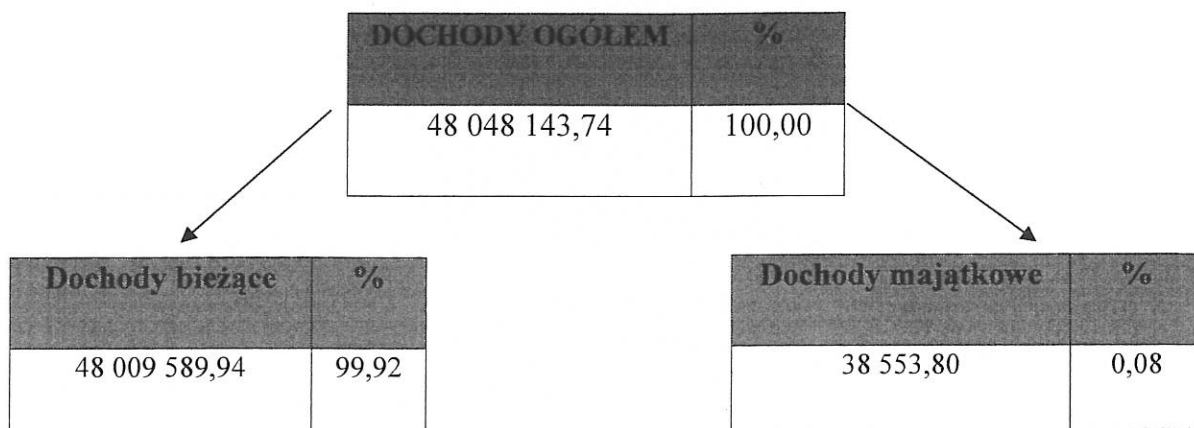 DOCHODY OGÓŁEM %
48 048 143,74 100,00
Dochody bieżące %
48 009 589,94 99,92
Dochody majątkowe %
38 553,80 0,08